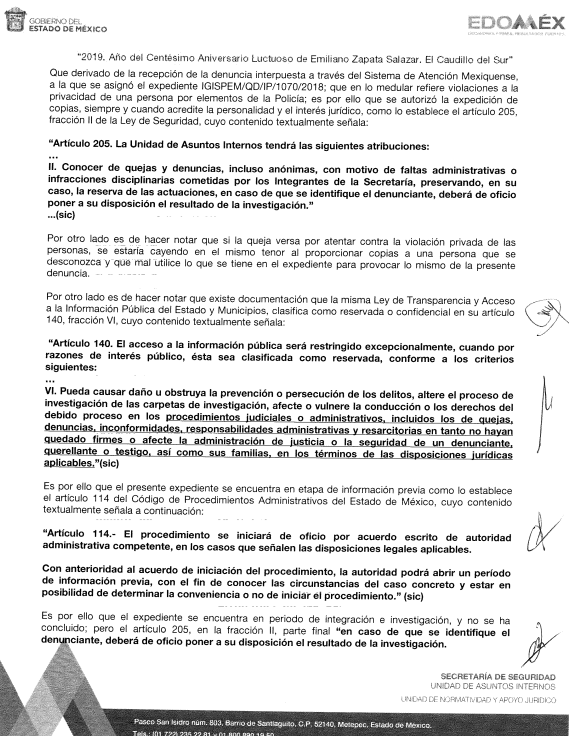 GOBIERNO DEL
ESTADO DE MÉXICO
EDOMÉX
"2019. Año del Centésimo Aniversario Luctuoso de Emiliano Zapata Salazar. El Caudillo del Sur"
Que derivado de la recepción de la denuncia interpuesta a través del Sistema de Atención Mexiquense,
a la que se asignó el expediente IGISPEM/QD/IP/1070/2018; que en lo modular refiere violaciones a la
privacidad de una persona por elementos de la Policía; es por ello que se autorizó la expedición de
copias, siempre y cuando acredite la personalidad y el interés jurídico, como lo establece el artículo 205,
fracción II de la Ley de Seguridad, cuyo contenido textualmente señala:
"Artículo 205. La Unidad de Asuntos Internos tendrá las siguientes atribuciones:
...
II. Conocer de quejas y denuncias, incluso anónimas, con motivo de faltas administrativas o
infracciones disciplinarias cometidas por los Integrantes de la Secretaría, preservando, en su
caso, la reserva de las actuaciones, en caso de que se identifique el denunciante, deberá de oficio
poner a su disposición el resultado de la investigación."
...(sic)
Por otro lado es de hacer notar que si la queja versa por atentar contra la violación privada de las
personas, se estaría cayendo en el mismo tenor al proporcionar copias a una persona que se
desconozca y que mal utilice lo que se tiene en el expediente para provocar lo mismo de la presente
denuncia.
Por otro lado es de hacer notar que existe documentación que la misma Ley de Transparencia y Acceso
a la Información Pública del Estado y Municipios, clasifica como reservada o confidencial en su artículo
140, fracción VI, cuyo contenido textualmente señala:
"Artículo 140. El acceso a la información pública será restringido excepcionalmente, cuando por
razones de interés público, ésta sea clasificada como reservada, conforme a los criterios
siguientes:
...
VI. Pueda causar daño u obstruya la prevención o persecución de los delitos, altere el proceso de
investigación de las carpetas de investigación, afecte o vulnere la conducción o los derechos del
debido proceso en los procedimientos judiciales o administrativos, incluidos los de quejas,
denuncias, inconformidades, responsabilidades administrativas y resarcitorias en tanto no hayan
quedado firmes o afecte la administración de justicia o la seguridad de un denunciante,
querellante o testigo, así como sus familias, en los términos de las disposiciones jurídicas
aplicables."(sic)
Es por ello que el presente expediente se encuentra en etapa de información previa como lo establece
el artículo 114 del Código de Procedimientos Administrativos del Estado de México, cuyo contenido
textualmente señala a continuación:
"Artículo 114.- El procedimiento se iniciará de oficio por acuerdo escrito de autoridad
administrativa competente, en los casos que señalen las disposiciones legales aplicables.
Con anterioridad al acuerdo de iniciación del procedimiento, la autoridad podrá abrir un período
de información previa, con el fin de conocer las circunstancias del caso concreto y estar en
posibilidad de determinar la conveniencia o no de iniciar el procedimiento." (sic)
Es por ello que el expediente se encuentra en periodo de integración e investigación, y no se ha
concluido; pero el artículo 205, en la fracción II, parte final "en caso de que se identifique el
denunciante, deberá de oficio poner a su disposición el resultado de la investigación.
SECRETARÍA DE SEGURIDAD
UNIDAD DE ASUNTOS INTERNOS
UNIDAD DE NORMATIVIDAD Y APOYO JURÍDICO
Paseo San Isidro núm. 803, Barrio de Santiaguito, C.P. 52140, Metepec, Estado de México.
Tels.: (01 722) 235 22 81 y 01 800 890 19 50